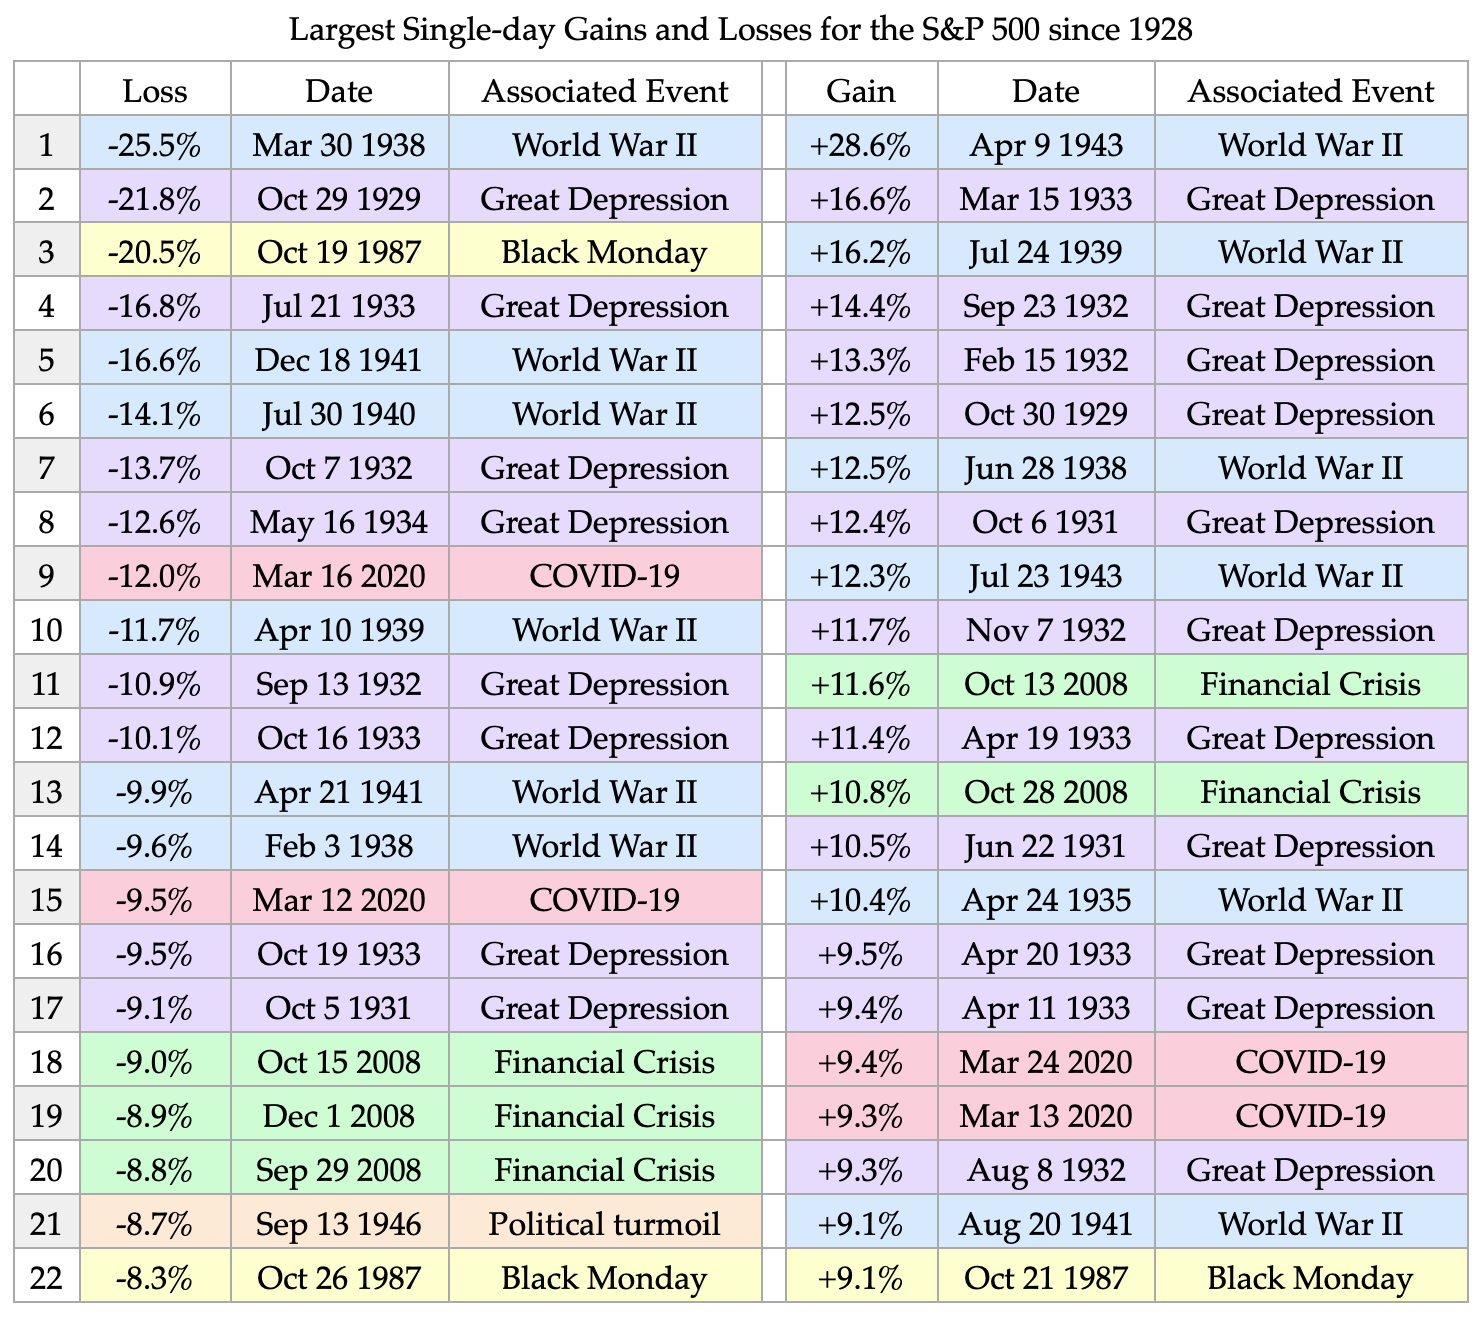 Largest Single-day Gains and Losses for the S&P 500 since 1928
Loss Date Associated Event Gain Date Associated Event
1 -25.5% Mar 30 1938 World War II +28.6% Apr 9 1943 World War II
2 -21.8% Oct 29 1929 Great Depression +16.6% Mar 15 1933 Great Depression
3 -20.5% Oct 19 1987 Black Monday +16.2% Jul 24 1939 World War II
4 -16.8% Jul 21 1933 Great Depression +14.4% Sep 23 1932 Great Depression
5 -16.6% Dec 18 1941 World War II +13.3% Feb 15 1932 Great Depression
6 -14.1% Jul 30 1940 World War II +12.5% Oct 30 1929 Great Depression
7 -13.7% Oct 7 1932 Great Depression +12.5% Jun 28 1938 World War II
8 -12.6% May 16 1934 Great Depression +12.4% Oct 6 1931 Great Depression
9 -12.0% Mar 16 2020 COVID-19 +12.3% Jul 23 1943 World War II
10 -11.7% Apr 10 1939 World War II +11.7% Nov 7 1932 Great Depression
11 -10.9% Sep 13 1932 Great Depression +11.6% Oct 13 2008 Financial Crisis
12 -10.1% Oct 16 1933 Great Depression +11.4% Apr 19 1933 Great Depression
13 -9.9% Apr 21 1941 World War II +10.8% Oct 28 2008 Financial Crisis
14 -9.6% Feb 3 1938 World War II +10.5% Jun 22 1931 Great Depression
15 -9.5% Mar 12 2020 COVID-19 +10.4% Apr 24 1935 World War II
16 -9.5% Oct 19 1933 Great Depression +9.5% Apr 20 1933 Great Depression
17 -9.1% Oct 5 1931 Great Depression +9.4% Apr 11 1933 Great Depression
18 -9.0% Oct 15 2008 Financial Crisis +9.4% Mar 24 2020 COVID-19
19 -8.9% Dec 1 2008 Financial Crisis +9.3% Mar 13 2020 COVID-19
20 -8.8% Sep 29 2008 Financial Crisis +9.3% Aug 8 1932 Great Depression
21 -8.7% Sep 13 1946 Political turmoil +9.1% Aug 20 1941 World War II
22 -8.3% Oct 26 1987 Black Monday +9.1% Oct 21 1987 Black Monday